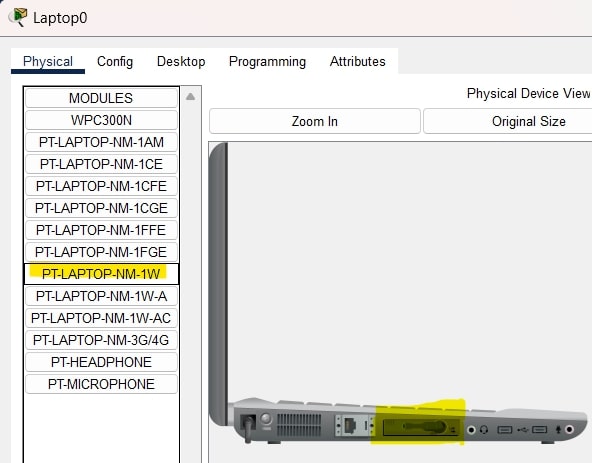 Laptop0
Physical Config Desktop Programming Attributes
MODULES
WPC300N
PT-LAPTOP-NM-1AM
PT-LAPTOP-NM-1CE
PT-LAPTOP-NM-1CFE
PT-LAPTOP-NM-1CGE
PT-LAPTOP-NM-1FFE
PT-LAPTOP-NM-1FGE
PT-LAPTOP-NM-1W
PT-LAPTOP-NM-1W-A
PT-LAPTOP-NM-1W-AC
PT-LAPTOP-NM-3G/4G
PT-HEADPHONE
PT-MICROPHONE
Physical Device View
Zoom In Original Size